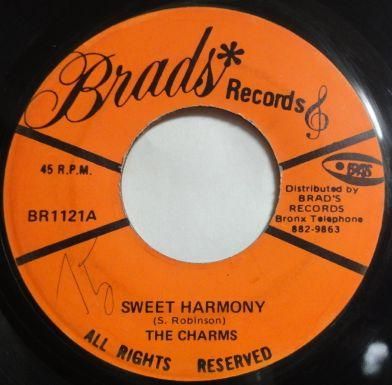 Brads*
Records
45 R.P.M.
BRADS
Distributed by
BRAD'S
RECORDS
Bronx Telephone
882-9863
BR1121A
SWEET HARMONY
(S. Robinson)
THE CHARMS
ALL RIGHTS RESERVED